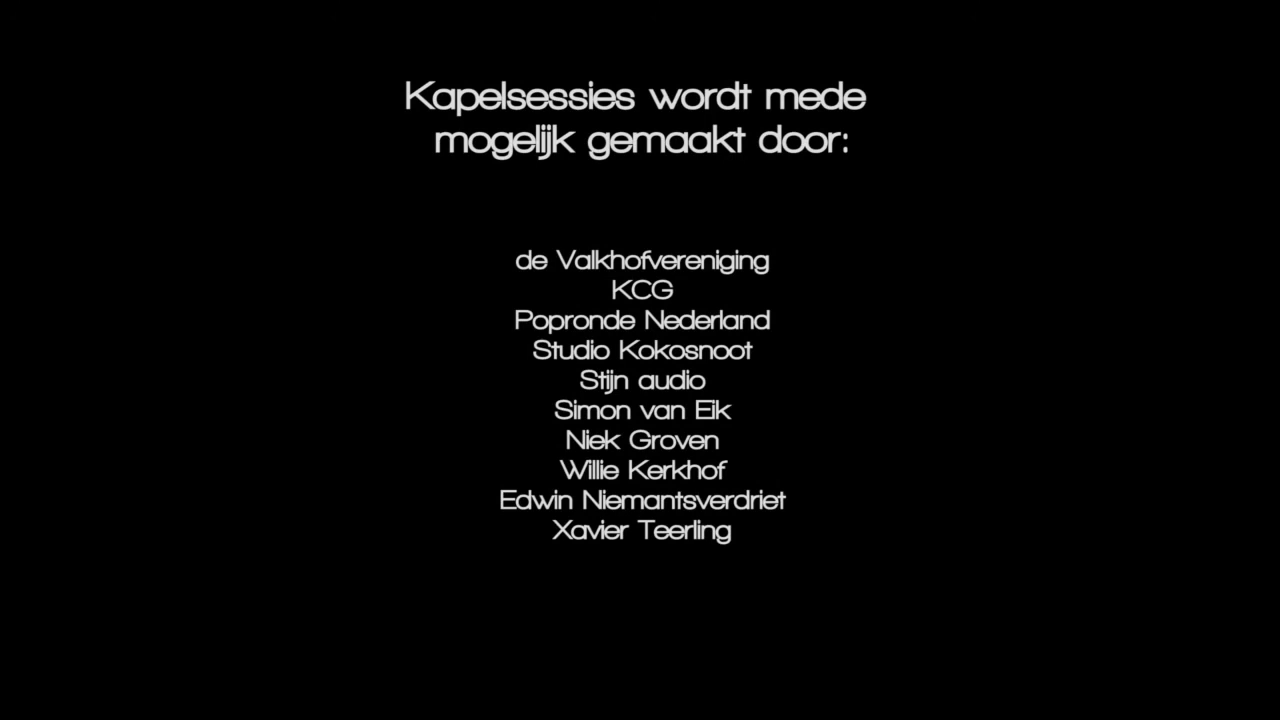 Kapelsessies wordt mede
mogelijk gemaakt door:
de Valkhofvereniging
KCG
Popronde Nederland
Studio Kokosnoot
Stijn audio
Simon van Eik
Niek Groven
Willie Kerkhof
Edwin Niemantsverdriet
Xavier Teerling